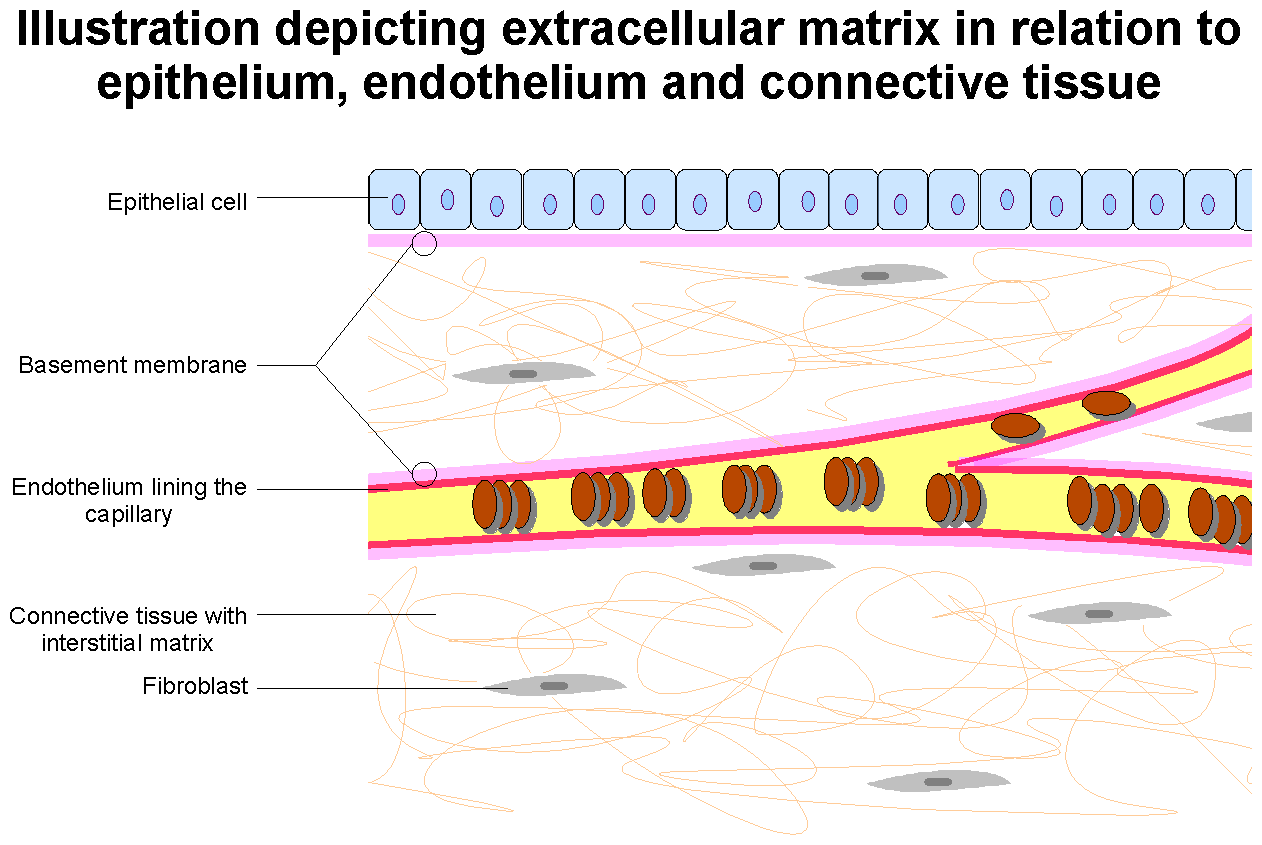 Illustration depicting extracellular matrix in relation to
epithelium, endothelium and connective tissue
Epithelial cell
Basement membrane
Endothelium lining the
capillary
Connective tissue with
interstitial matrix
Fibroblast